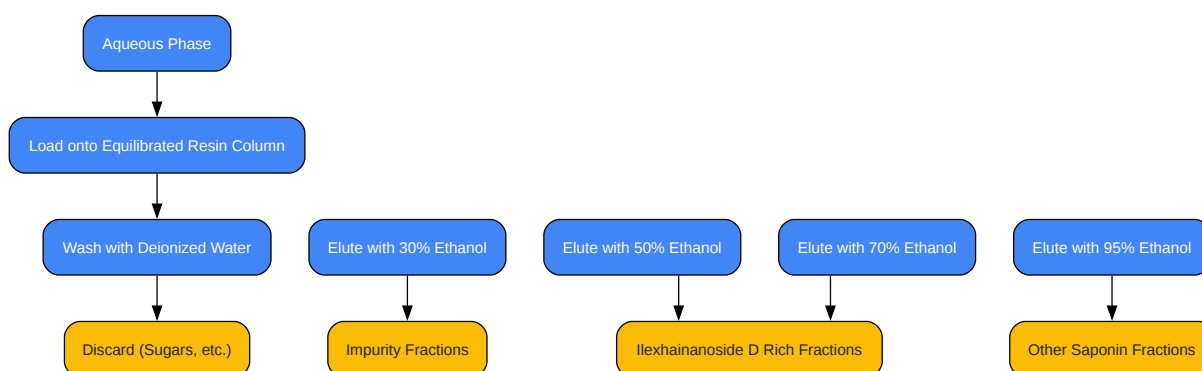 Aqueous Phase
Load onto Equilibrated Resin Column
Wash with Deionized Water
Elute with 30% Ethanol
Elute with 50% Ethanol
Elute with 70% Ethanol
Elute with 95% Ethanol
Discard (Sugars, etc.)
Impurity Fractions
Ilexhainanoside D Rich Fractions
Other Saponin Fractions